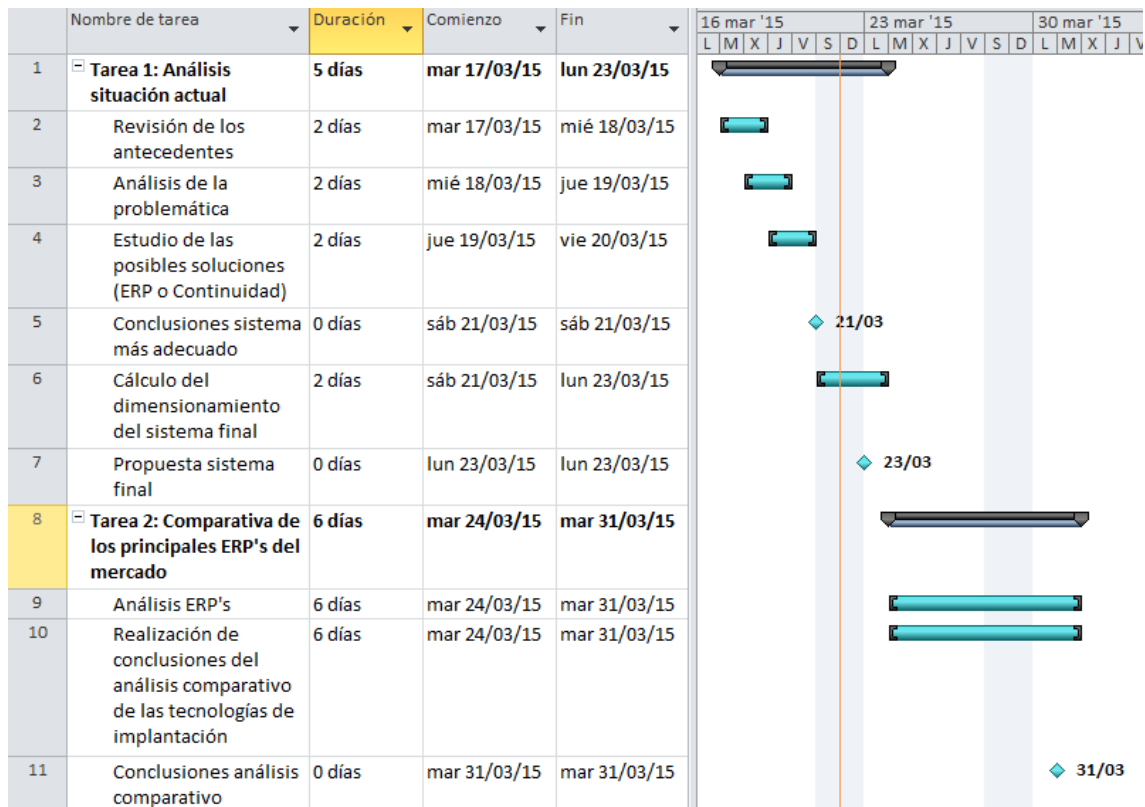 Nombre de tarea Duración Comienzo Fin 16 mar '15 23 mar '15 30 mar '15
L M X J V S D L M X J V S D L M X J V
1 Tarea 1: Análisis 5 días mar 17/03/15 lun 23/03/15
situación actual
2 Revisión de los 2 días mar 17/03/15 mié 18/03/15
antecedentes
3 Análisis de la 2 días mié 18/03/15 jue 19/03/15
problemática
4 Estudio de las 2 días jue 19/03/15 vie 20/03/15
posibles soluciones
(ERP o Continuidad)
5 Conclusiones sistema 0 días sáb 21/03/15 sáb 21/03/15 21/03
más adecuado
6 Cálculo del 2 días sáb 21/03/15 lun 23/03/15
dimensionamiento
del sistema final
7 Propuesta sistema 0 días lun 23/03/15 lun 23/03/15 23/03
final
8 Tarea 2: Comparativa de 6 días mar 24/03/15 mar 31/03/15
los principales ERP's del
mercado
9 Análisis ERP's 6 días mar 24/03/15 mar 31/03/15
10 Realización de 6 días mar 24/03/15 mar 31/03/15
conclusiones del
análisis comparativo
de las tecnologías de
implantación
11 Conclusiones análisis 0 días mar 31/03/15 mar 31/03/15 31/03
comparativo